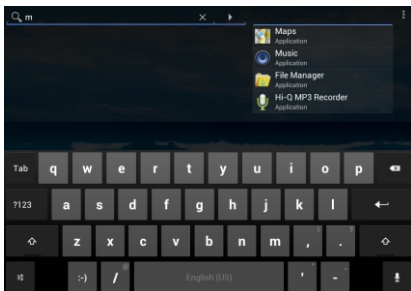 m
Maps
Application
Music
Application
File Manager
Application
Hi-Q MP3 Recorder
Application
Tab q w e r t y u i o p
?123 a s d f g h j k l
z x c v b n m , .
:-) / English (US) ' -